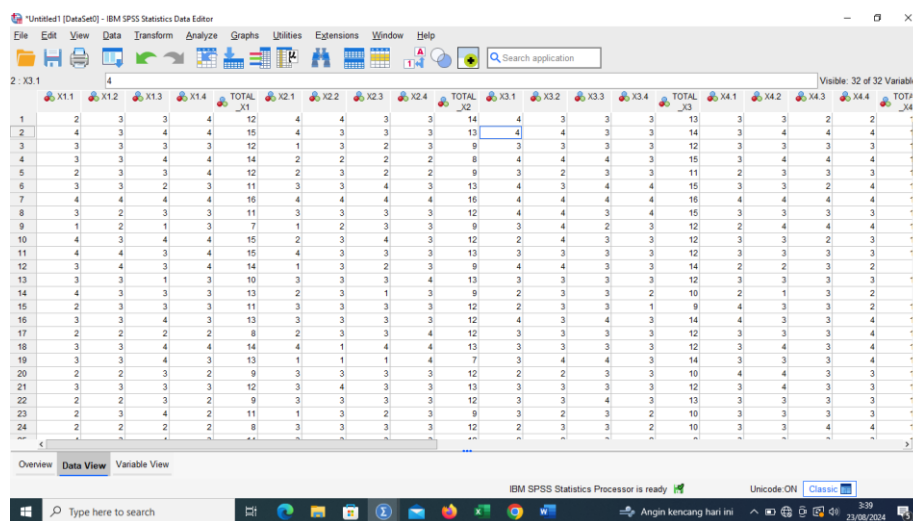 *Untitled1 [DataSet0] - IBM SPSS Statistics Data Editor
File Edit View Data Transform Analyze Graphs Utilities Extensions Window Help
Search application
2 : X3.1 4 Visible: 32 of 32 Variabl
X1.1 X1.2 X1.3 X1.4 TOTAL_X1 X2.1 X2.2 X2.3 X2.4 TOTAL_X2 X3.1 X3.2 X3.3 X3.4 TOTAL_X3 X4.1 X4.2 X4.3 X4.4 TOTA_X4
1 2 3 3 4 12 4 4 3 3 14 4 3 3 3 13 3 3 2 2 1
2 4 3 4 4 15 4 3 3 3 13 4 4 3 3 14 3 4 4 4 1
3 3 3 3 3 12 1 3 2 3 9 3 3 3 3 12 3 3 3 3 1
4 3 3 4 4 14 2 2 2 2 8 4 4 4 3 15 3 4 4 4 1
5 2 3 3 4 12 2 3 2 2 9 3 2 3 3 11 2 3 3 3 1
6 3 3 2 3 11 3 3 4 3 13 4 3 4 4 15 3 3 2 4 1
7 4 4 4 4 16 4 4 4 4 16 4 4 4 4 16 4 4 4 4 1
8 3 2 3 3 11 3 3 3 3 12 4 4 3 4 15 3 3 3 3 1
9 1 2 1 3 7 1 2 3 3 9 3 4 2 3 12 2 4 4 4 1
10 4 3 4 4 15 2 3 4 3 12 2 4 3 3 12 3 3 2 3 1
11 4 4 3 4 15 4 3 3 3 13 3 3 3 3 12 3 3 3 3 1
12 3 4 3 4 14 1 3 2 3 9 4 4 3 3 14 2 2 3 2
13 3 3 1 3 10 3 3 3 4 13 3 3 3 3 12 3 3 3 3 1
14 4 3 3 3 13 2 3 1 3 9 2 3 3 2 10 2 1 3 2
15 2 3 3 3 11 3 3 3 3 12 2 3 3 1 9 4 3 3 2 1
16 3 3 4 3 13 3 3 3 3 12 4 3 4 3 14 4 3 3 4 1
17 2 2 2 2 8 2 3 3 4 12 3 3 3 3 12 3 3 3 4 1
18 3 3 4 4 14 4 1 4 4 13 3 3 3 3 12 3 4 3 4 1
19 3 3 4 3 13 1 1 1 4 7 3 4 4 3 14 3 3 3 4 1
20 2 2 3 2 9 3 3 3 3 12 2 2 3 3 10 4 4 3 3 1
21 3 3 3 3 12 3 4 3 3 13 3 3 3 3 12 3 4 3 3 1
22 2 2 3 2 9 3 3 3 3 12 3 3 4 3 13 3 3 3 3 1
23 2 3 4 2 11 1 3 2 3 9 3 2 3 2 10 3 3 3 3 1
24 2 2 2 2 8 3 3 3 3 12 2 3 3 2 10 3 3 4 4 1
Overview Data View Variable View
IBM SPSS Statistics Processor is ready Unicode:ON Classic
Type here to search Angin kencang hari ini 3:39
23/08/2024